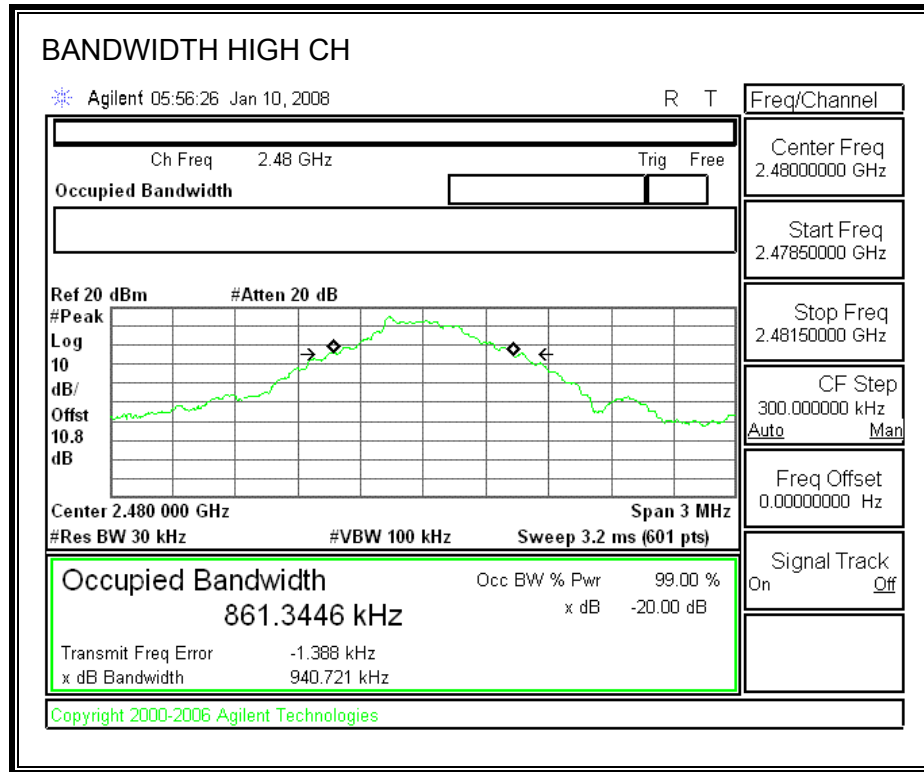 BANDWIDTH HIGH CH
Agilent 05:56:26 Jan 10, 2008 R T
Ch Freq 2.48 GHz Trig Free
Occupied Bandwidth
Ref 20 dBm #Atten 20 dB
#Peak
Log
10
dB/
Offst
10.8
dB
Center 2.480 000 GHz Span 3 MHz
#Res BW 30 kHz #VBW 100 kHz Sweep 3.2 ms (601 pts)
Occupied Bandwidth Occ BW % Pwr 99.00 %
861.3446 kHz x dB -20.00 dB
Transmit Freq Error -1.388 kHz
x dB Bandwidth 940.721 kHz
Copyright 2000-2006 Agilent Technologies
Freq/Channel
Center Freq
2.48000000 GHz
Start Freq
2.47850000 GHz
Stop Freq
2.48150000 GHz
CF Step
300.000000 kHz
Auto Man
Freq Offset
0.00000000 Hz
Signal Track
On Off